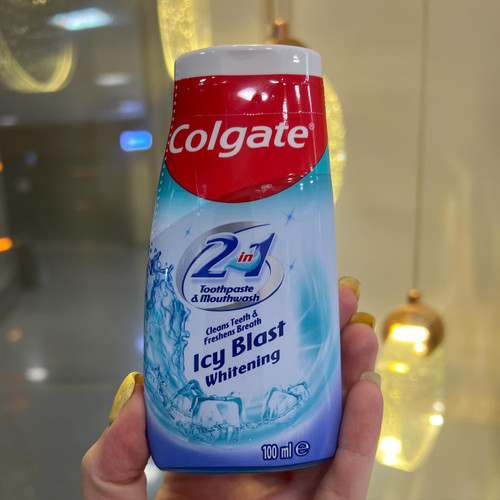 Colgate®
2in1
Toothpaste
& Mouthwash
Cleans Teeth &
Freshens Breath
Icy Blast
Whitening
100 ml ℮